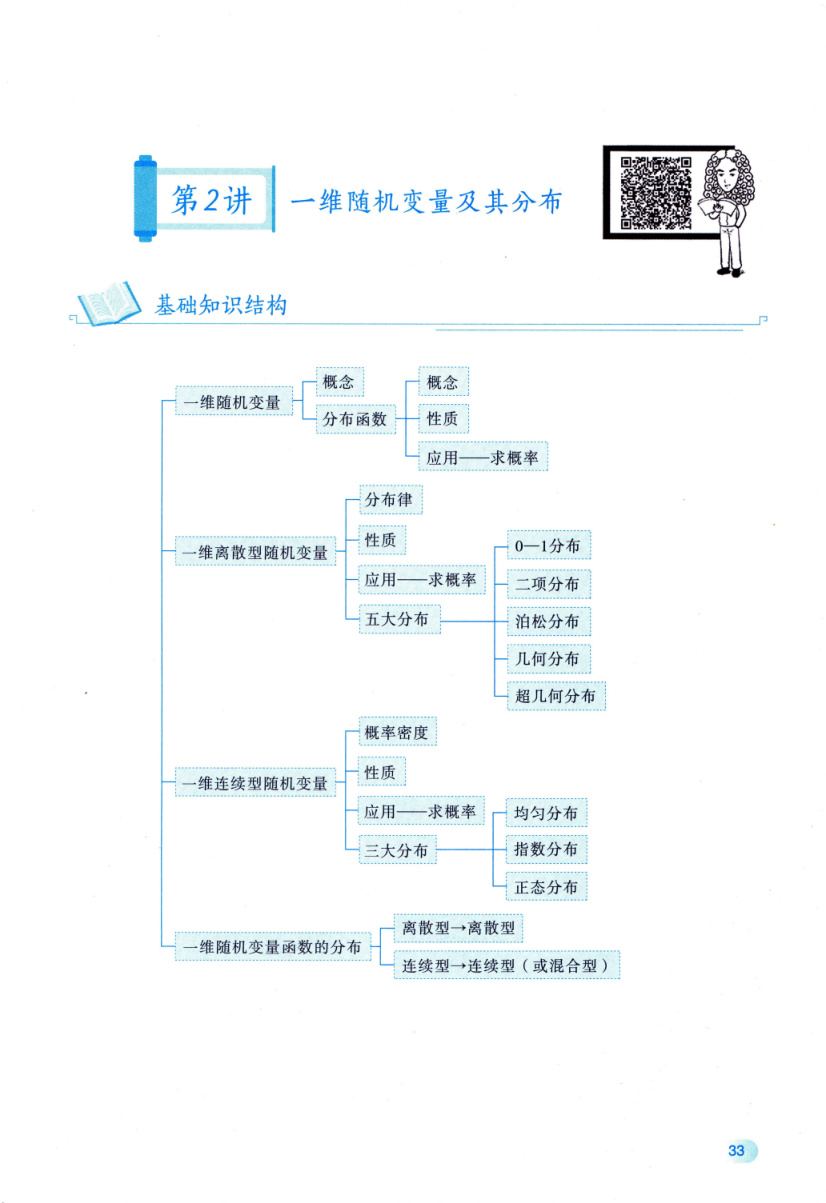 第2讲 一维随机变量及其分布
基础知识结构
一维随机变量
概念
分布函数
概念
性质
应用——求概率
一维离散型随机变量
分布律
性质
应用——求概率
五大分布
0—1分布
二项分布
泊松分布
几何分布
超几何分布
一维连续型随机变量
概率密度
性质
应用——求概率
三大分布
均匀分布
指数分布
正态分布
一维随机变量函数的分布
离散型→离散型
连续型→连续型（或混合型）
33